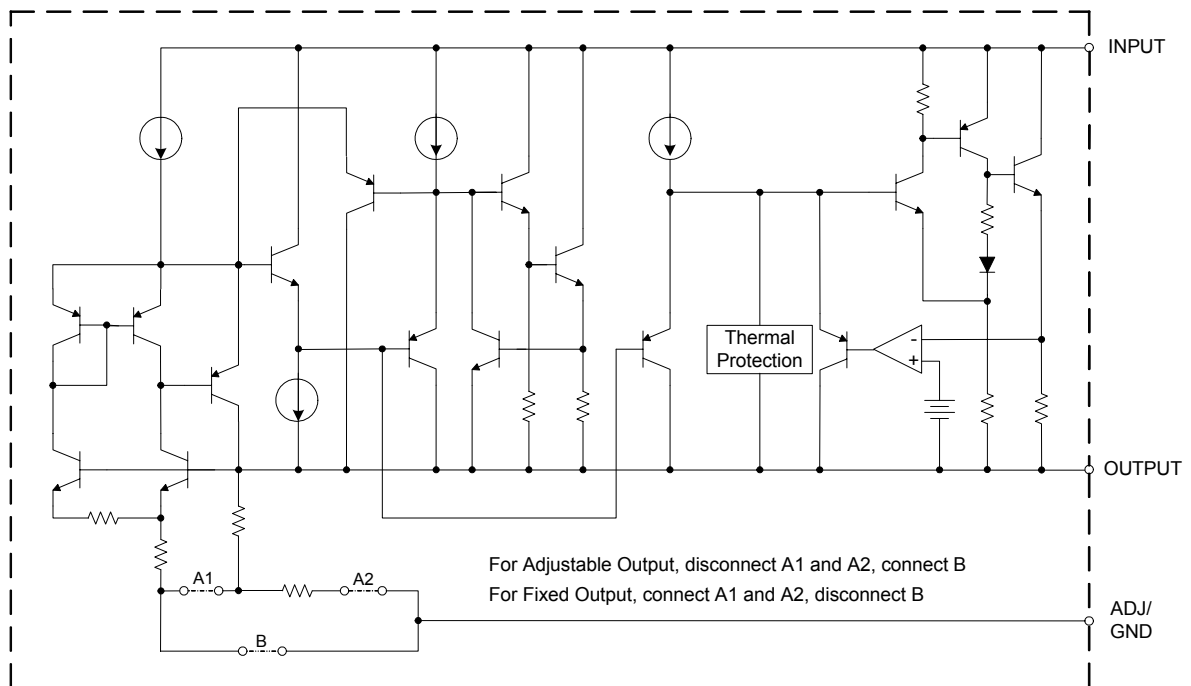 INPUT
Thermal
Protection
-
+
OUTPUT
For Adjustable Output, disconnect A1 and A2, connect B
For Fixed Output, connect A1 and A2, disconnect B
A1
A2
B
ADJ/
GND